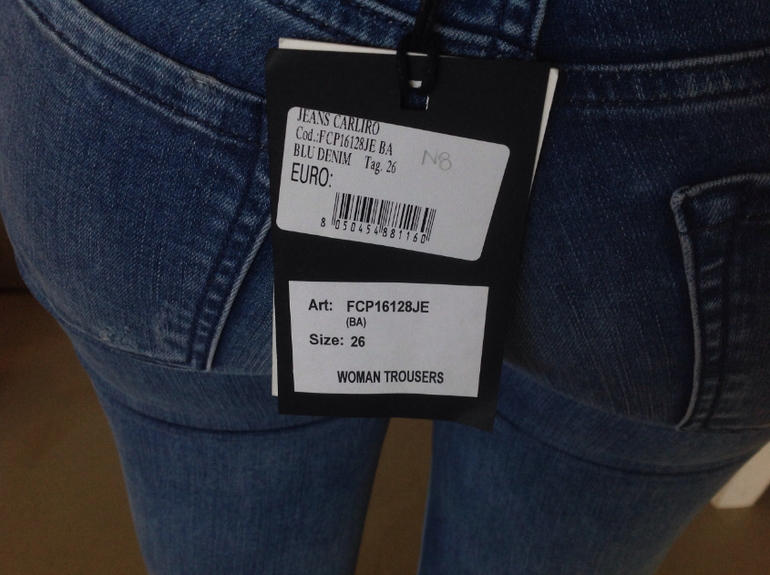 JEANS CARLIRO
Cod.:FCP16128JE BA
BLU DENIM Tag. 26
N8
EURO:
8 050454 881160
Art: FCP16128JE
(BA)
Size: 26
WOMAN TROUSERS